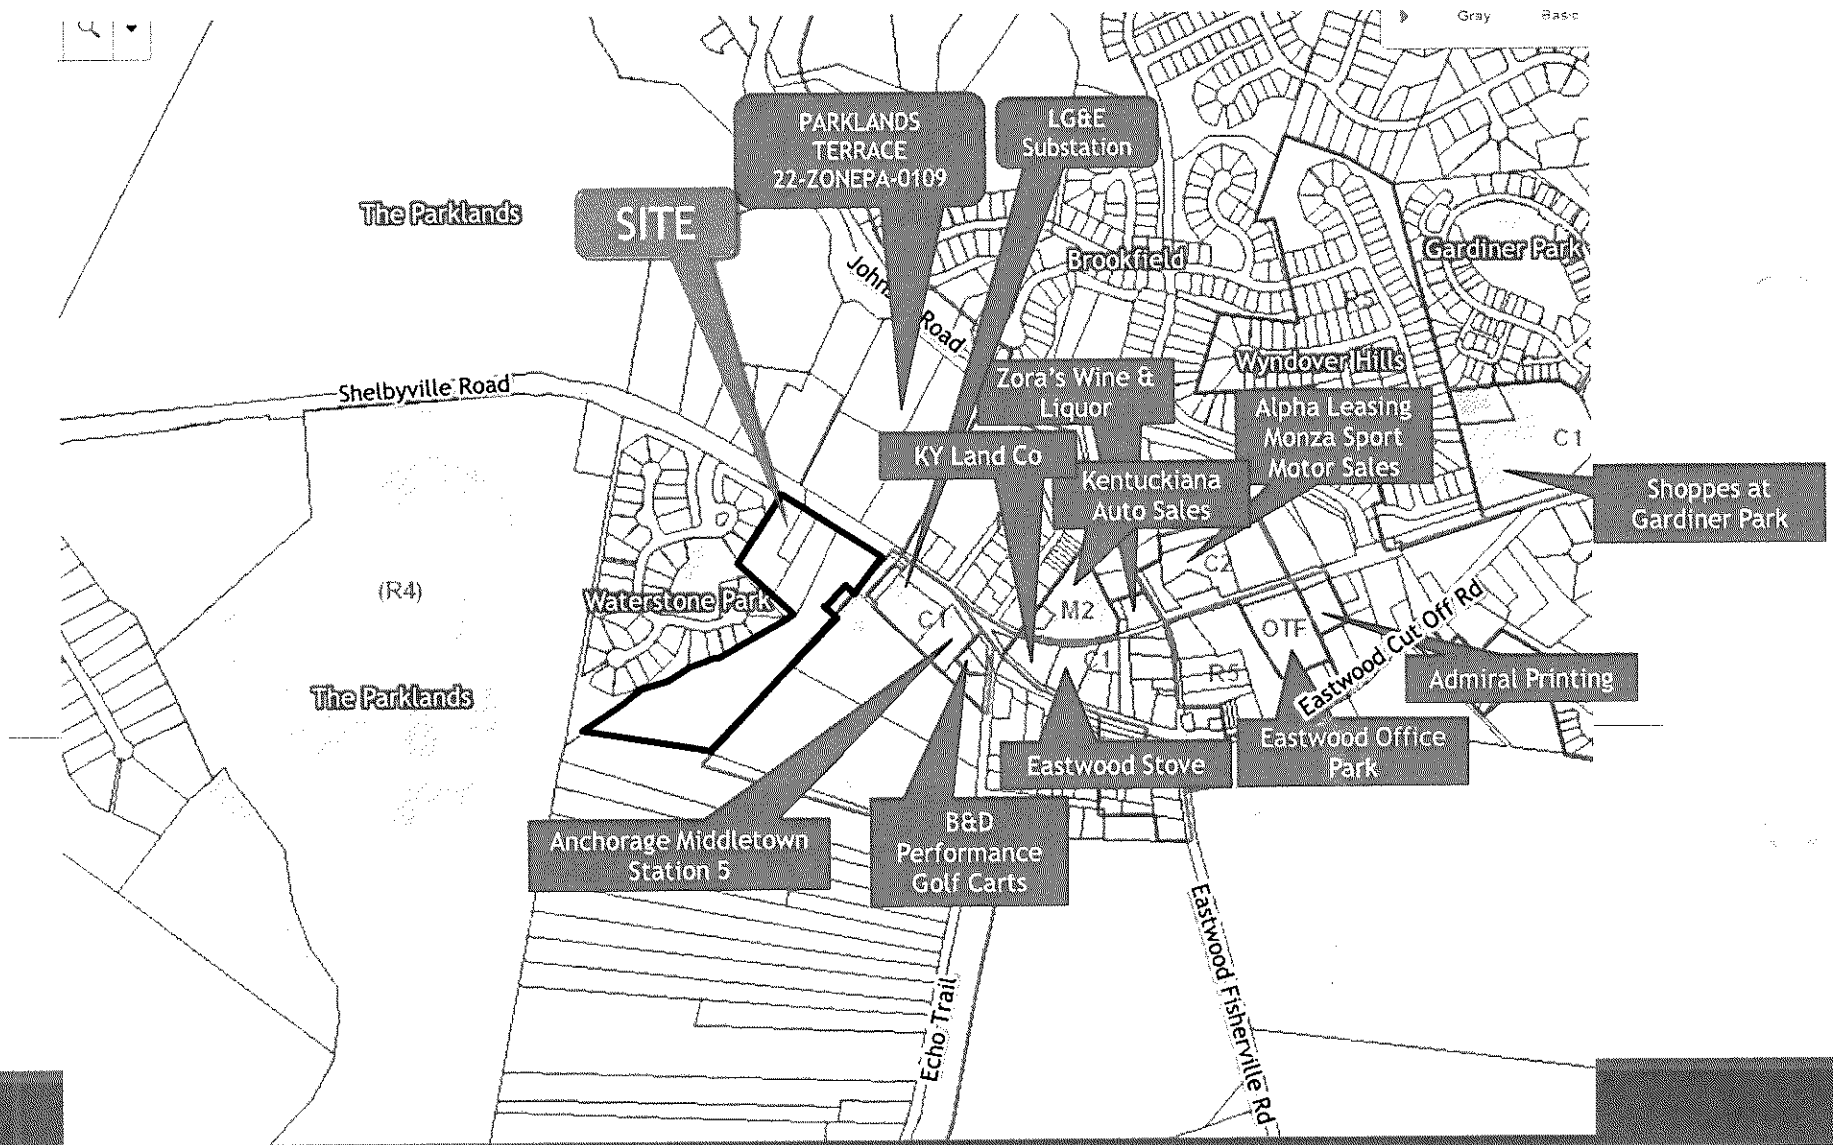 Gray Basic
PARKLANDS
TERRACE
22-ZONEPA-0109
LG&E
Substation
SITE
The Parklands
Brookfield
Gardiner Park
R5
John
Road
Wyndover Hills
Shelbyville Road
Zora's Wine &
Liquor
Alpha Leasing
Monza Sport
Motor Sales
KY Land Co
C1
Kentuckiana
Auto Sales
Shoppes at
Gardiner Park
C2
(R4)
Waterstone Park
C1
M2
OTF
Eastwood Cut Off Rd
C1
R5
Admiral Printing
The Parklands
Eastwood Stove
Eastwood Office
Park
Anchorage Middletown
Station 5
B&D
Performance
Golf Carts
Echo Trail
Eastwood Fisherville Rd